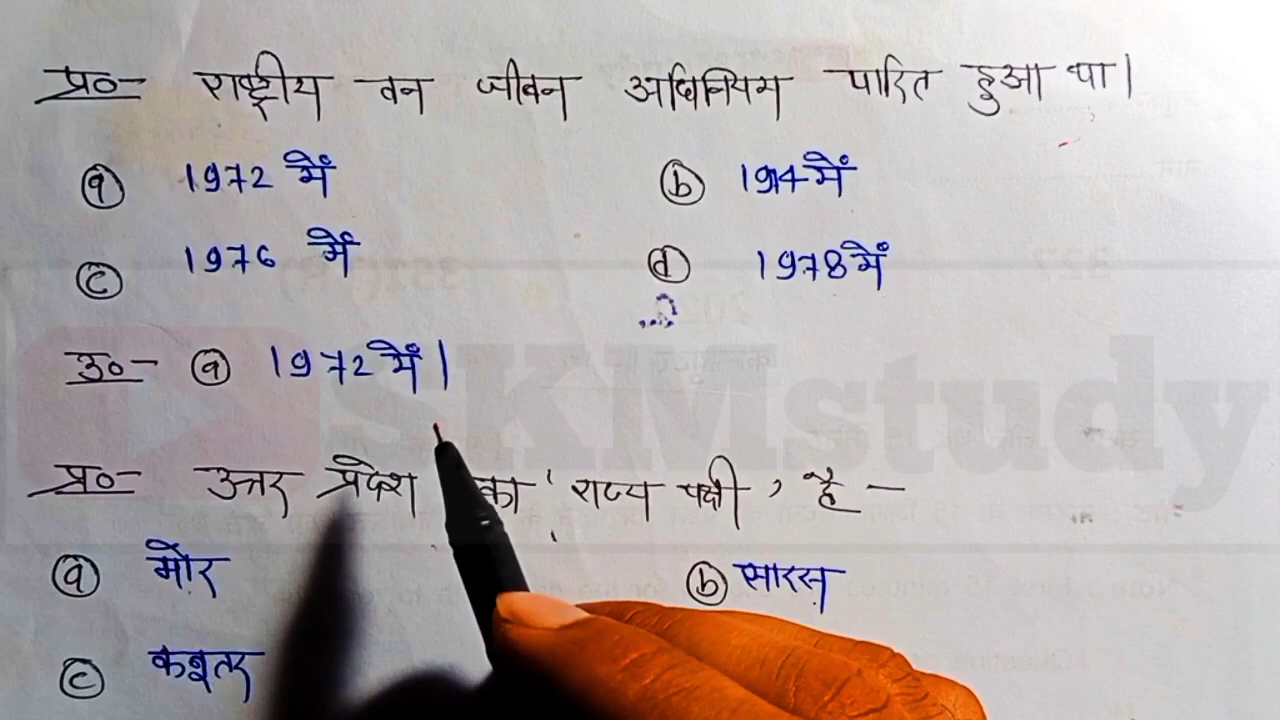 प्र०- राष्ट्रीय वन जीवन अधिनियम पारित हुआ था।
(a) 1972 में (b) 1974 में
(c) 1976 में (d) 1978 में
उ०- (a) 1972 में।
SKMstudy
प्र०- उत्तर प्रदेश का 'राज्य पक्षी' है -
(a) मोर (b) सारस
(c) कबूतर